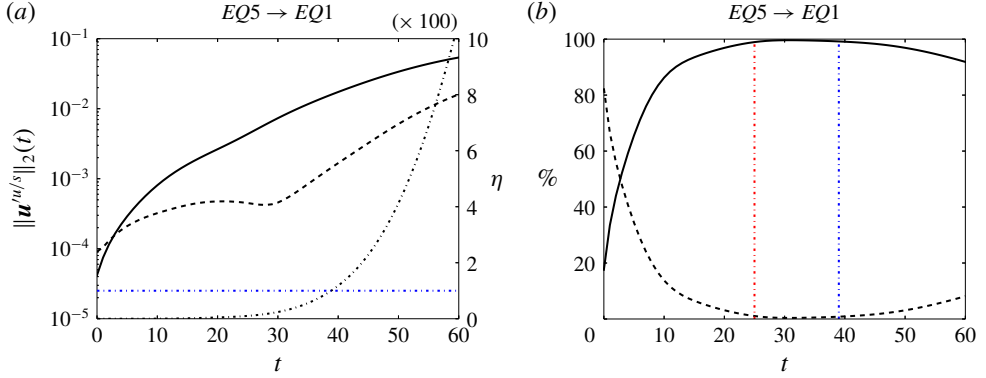 (a) EQ5 → EQ1 (× 100)
10⁻¹ 10
10⁻² 8
10⁻³ 6
10⁻⁴ 4
2
10⁻⁵ 0
‖u′ᵘ/ˢ‖₂(t)
η
0 10 20 30 40 50 60
t
(b) EQ5 → EQ1
100
80
60
40
20
%
0 10 20 30 40 50 60
t